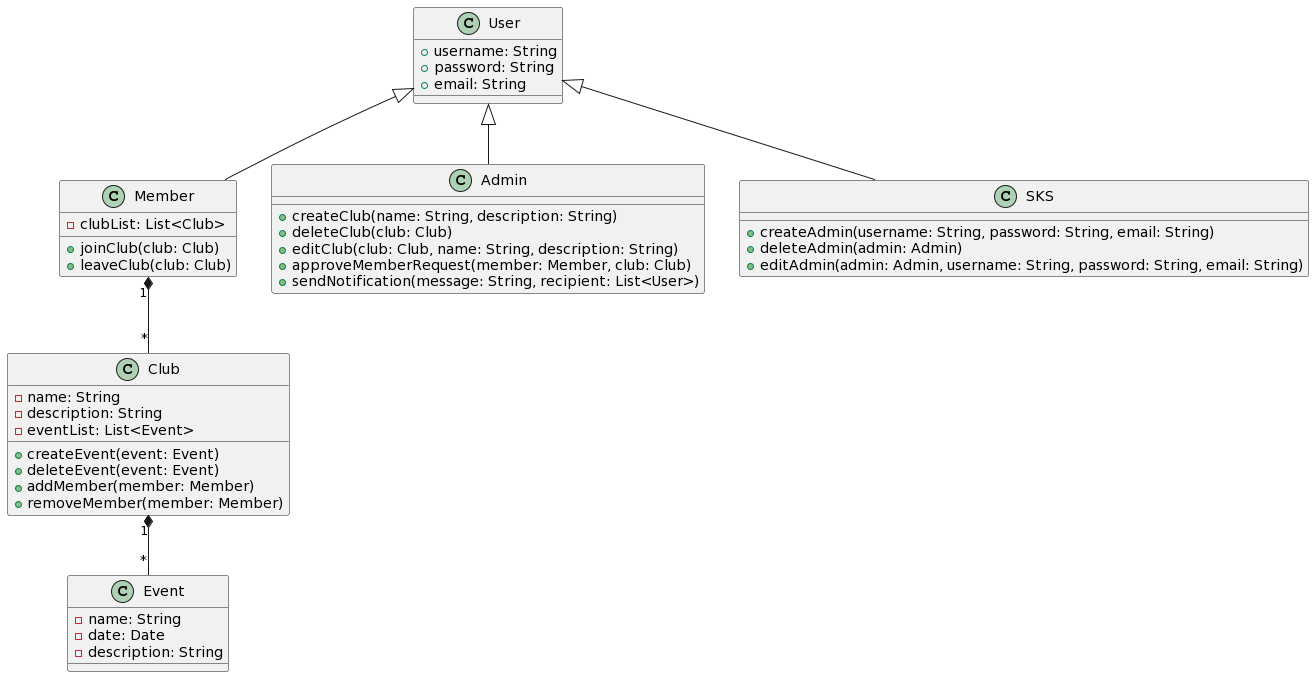 C User
username: String
password: String
email: String
C Member
clubList: List<Club>
joinClub(club: Club)
leaveClub(club: Club)
C Admin
createClub(name: String, description: String)
deleteClub(club: Club)
editClub(club: Club, name: String, description: String)
approveMemberRequest(member: Member, club: Club)
sendNotification(message: String, recipient: List<User>)
C SKS
createAdmin(username: String, password: String, email: String)
deleteAdmin(admin: Admin)
editAdmin(admin: Admin, username: String, password: String, email: String)
1
*
C Club
name: String
description: String
eventList: List<Event>
createEvent(event: Event)
deleteEvent(event: Event)
addMember(member: Member)
removeMember(member: Member)
1
*
C Event
name: String
date: Date
description: String